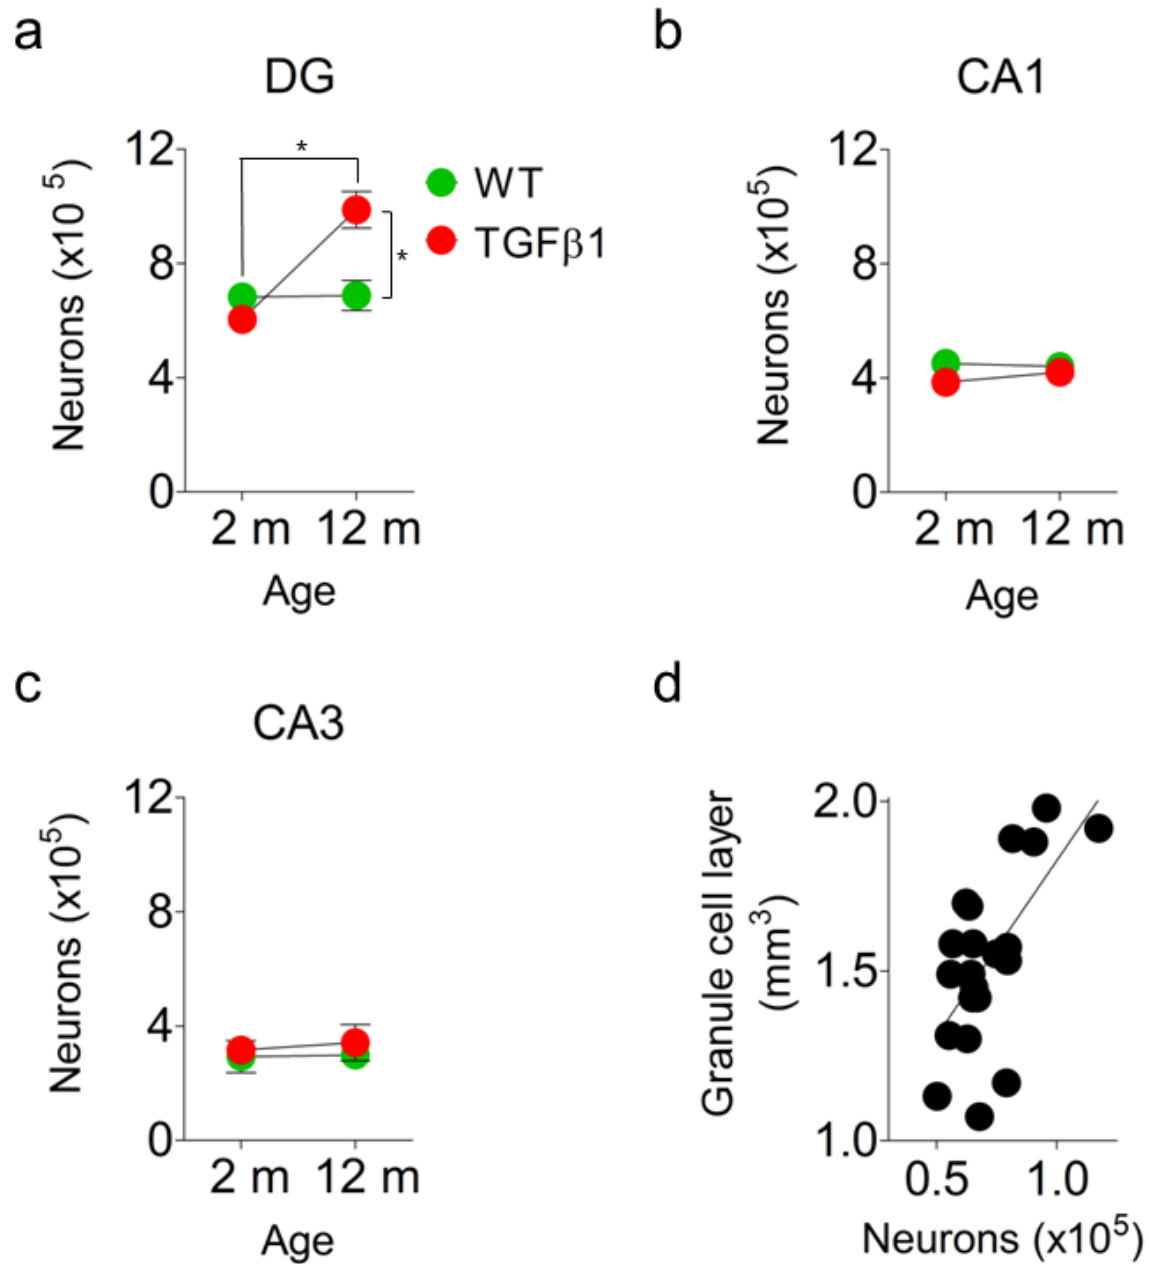 a
DG
12
8
4
0
Neurons (x10 ⁵)
*
*
WT
TGFβ1
2 m 12 m
Age
b
CA1
12
8
4
0
Neurons (x10⁵)
2 m 12 m
Age
c
CA3
12
8
4
0
Neurons (x10⁵)
2 m 12 m
Age
d
2.0
1.5
1.0
Granule cell layer
(mm³)
0.5 1.0
Neurons (x10⁵)